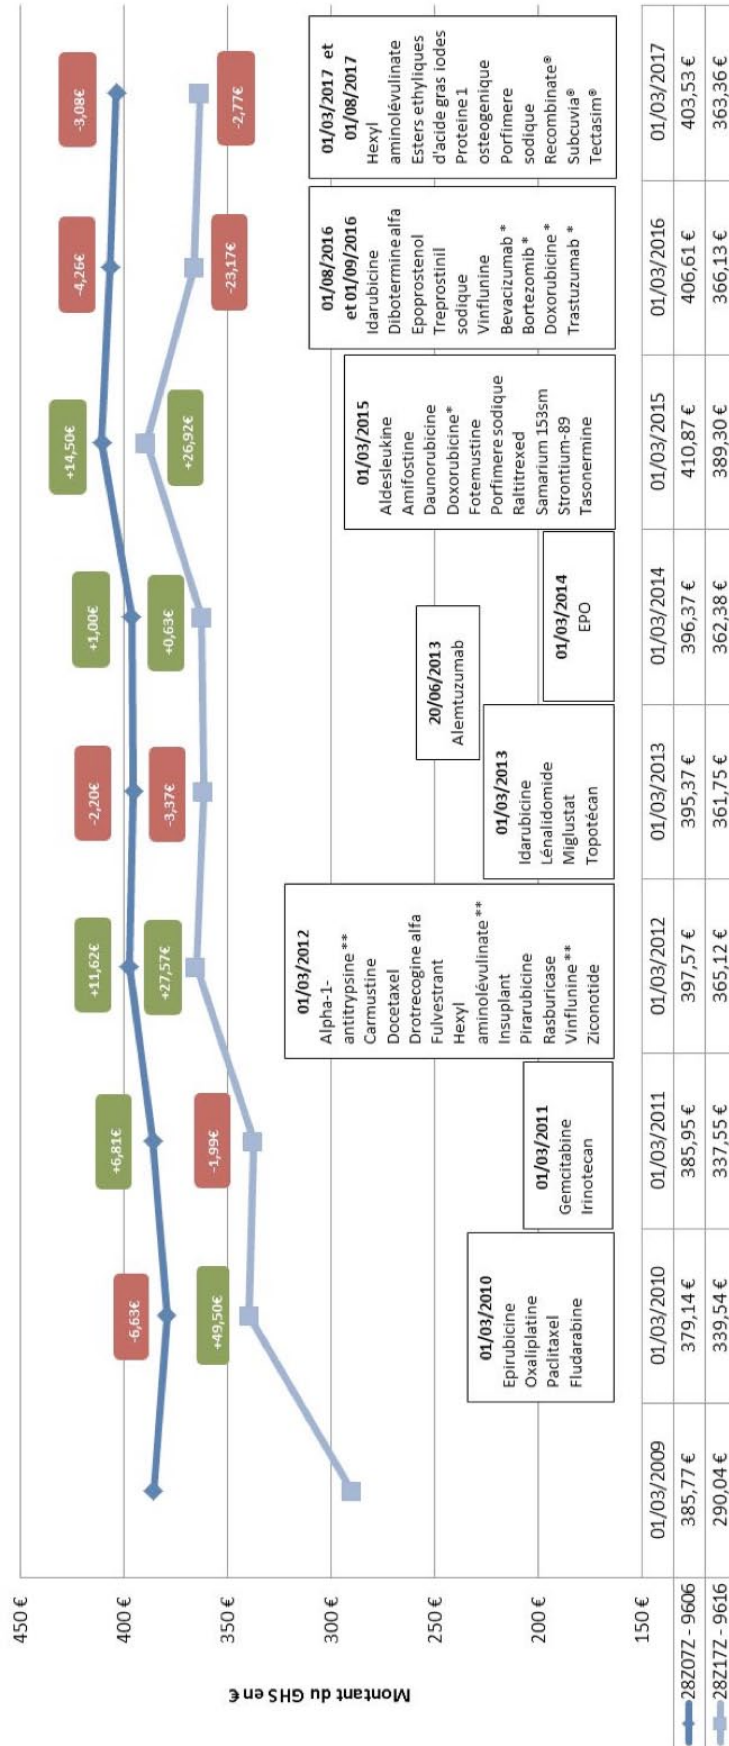 450 €
400 €
350 €
300 €
250 €
200 €
150 €
Montant du GHS en €
-6,63€
+6,81€
+11,62€
-2,20€
+1,00€
+14,50€
-4,26€
-3,08€
+49,50€
-1,99€
+27,57€
-3,37€
+0,63€
+26,92€
-23,17€
-2,77€
01/03/2010
Epirubicine
Oxaliplatine
Paclitaxel
Fludarabine
01/03/2011
Gemcitabine
Irinotecan
01/03/2012
Alpha-1-
antitrypsine **
Carmustine
Docetaxel
Drotrecogine alfa
Fulvestrant
Hexyl
aminolévulinate **
Insuplant
Pirarubicine
Rasburicase
Vinflunine **
Ziconotide
01/03/2013
Idarubicine
Lénalidomide
Miglustat
Topotécan
20/06/2013
Alemtuzumab
01/03/2014
EPO
01/03/2015
Aldesleukine
Amifostine
Daunorubicine
Doxorubicine*
Fotemustine
Porfimere sodique
Raltitrexed
Samarium 153sm
Strontium-89
Tasonermine
01/08/2016
et 01/09/2016
Idarubicine
Dibotermine alfa
Epoprostenol
Treprostinil
sodique
Vinflunine
Bevacizumab *
Bortezomib *
Doxorubicine *
Trastuzumab *
01/03/2017 et
01/08/2017
Hexyl
aminolévulinate
Esters ethyliques
d'acide gras iodes
Proteine 1
osteogenique
Porfimere
sodique
Recombinate®
Subcuvia®
Tectasim®
01/03/2009 01/03/2010 01/03/2011 01/03/2012 01/03/2013 01/03/2014 01/03/2015 01/03/2016 01/03/2017
28Z07Z - 9606 385,77 € 379,14 € 385,95 € 397,57 € 395,37 € 396,37 € 410,87 € 406,61 € 403,53 €
28Z17Z - 9616 290,04 € 339,54 € 337,55 € 365,12 € 361,75 € 362,38 € 389,30 € 366,13 € 363,36 €